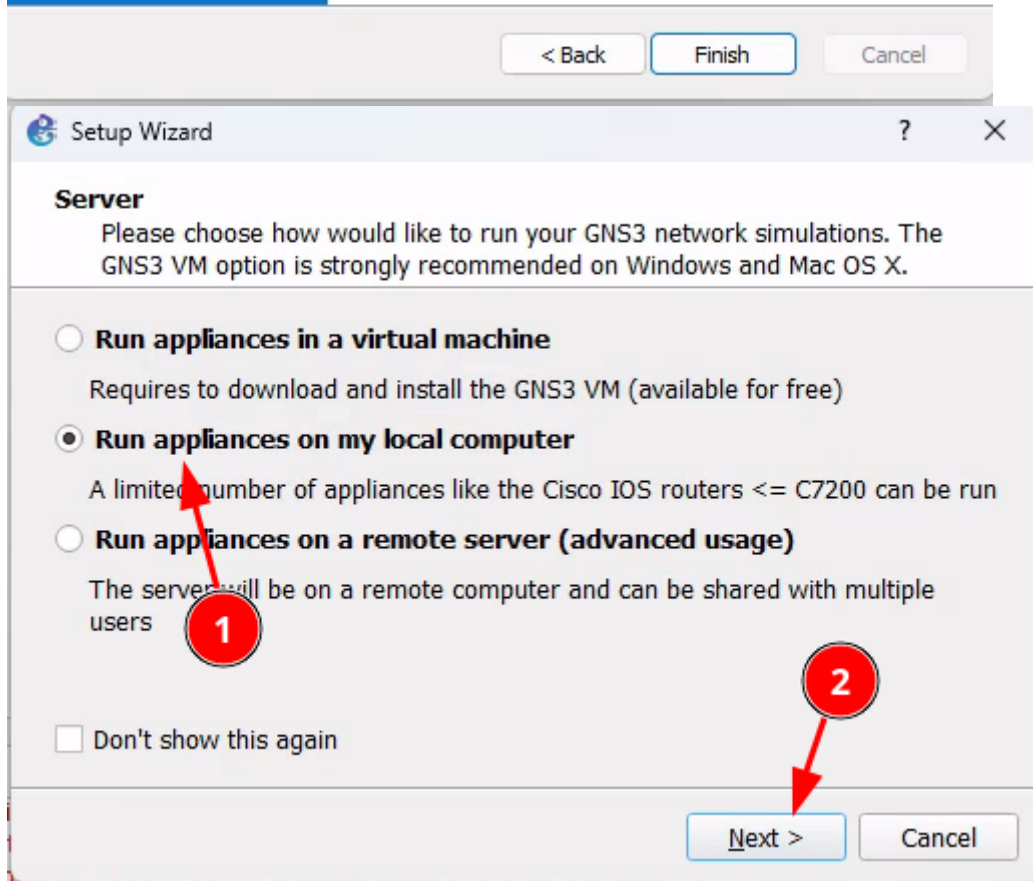 < Back Finish Cancel
Setup Wizard ?
Server
Please choose how would like to run your GNS3 network simulations. The
GNS3 VM option is strongly recommended on Windows and Mac OS X.
Run appliances in a virtual machine
Requires to download and install the GNS3 VM (available for free)
Run appliances on my local computer
A limited number of appliances like the Cisco IOS routers <= C7200 can be run
Run appliances on a remote server (advanced usage)
The server will be on a remote computer and can be shared with multiple
users
1
2
Don't show this again
Next > Cancel